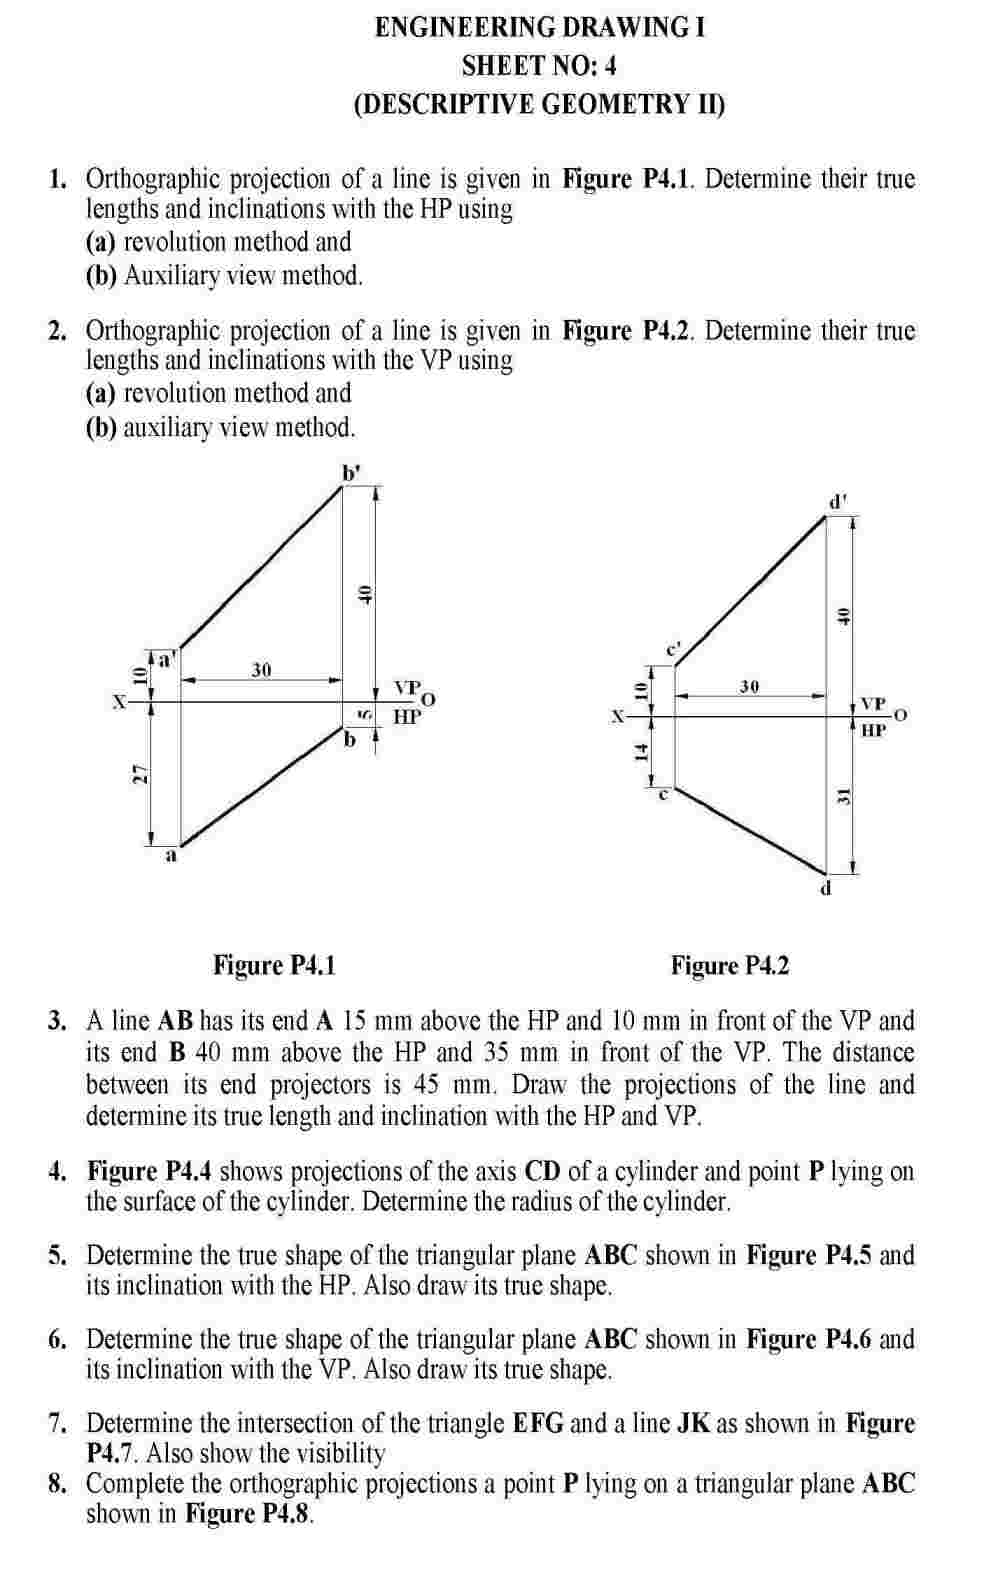 ENGINEERING DRAWING I
SHEET NO: 4
(DESCRIPTIVE GEOMETRY II)
1. Orthographic projection of a line is given in Figure P4.1. Determine their true
lengths and inclinations with the HP using
(a) revolution method and
(b) Auxiliary view method.
2. Orthographic projection of a line is given in Figure P4.2. Determine their true
lengths and inclinations with the VP using
(a) revolution method and
(b) auxiliary view method.
b'
40
a'
10
30
X
VP
O
HP
5
b
27
a
d'
40
c'
10
30
X
VP
O
HP
14
c
31
d
Figure P4.1
Figure P4.2
3. A line AB has its end A 15 mm above the HP and 10 mm in front of the VP and
its end B 40 mm above the HP and 35 mm in front of the VP. The distance
between its end projectors is 45 mm. Draw the projections of the line and
determine its true length and inclination with the HP and VP.
4. Figure P4.4 shows projections of the axis CD of a cylinder and point P lying on
the surface of the cylinder. Determine the radius of the cylinder.
5. Determine the true shape of the triangular plane ABC shown in Figure P4.5 and
its inclination with the HP. Also draw its true shape.
6. Determine the true shape of the triangular plane ABC shown in Figure P4.6 and
its inclination with the VP. Also draw its true shape.
7. Determine the intersection of the triangle EFG and a line JK as shown in Figure
P4.7. Also show the visibility
8. Complete the orthographic projections a point P lying on a triangular plane ABC
shown in Figure P4.8.